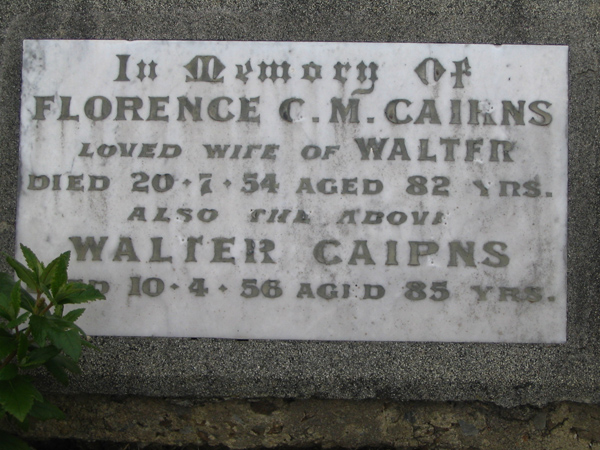 In Memory Of
FLORENCE C. M. CAIRNS
LOVED WIFE OF WALTER
DIED 20·7·54 AGED 82 YRS.
ALSO THE ABOVE
WALTER CAIRNS
10·4·56 AGED 85 YRS.